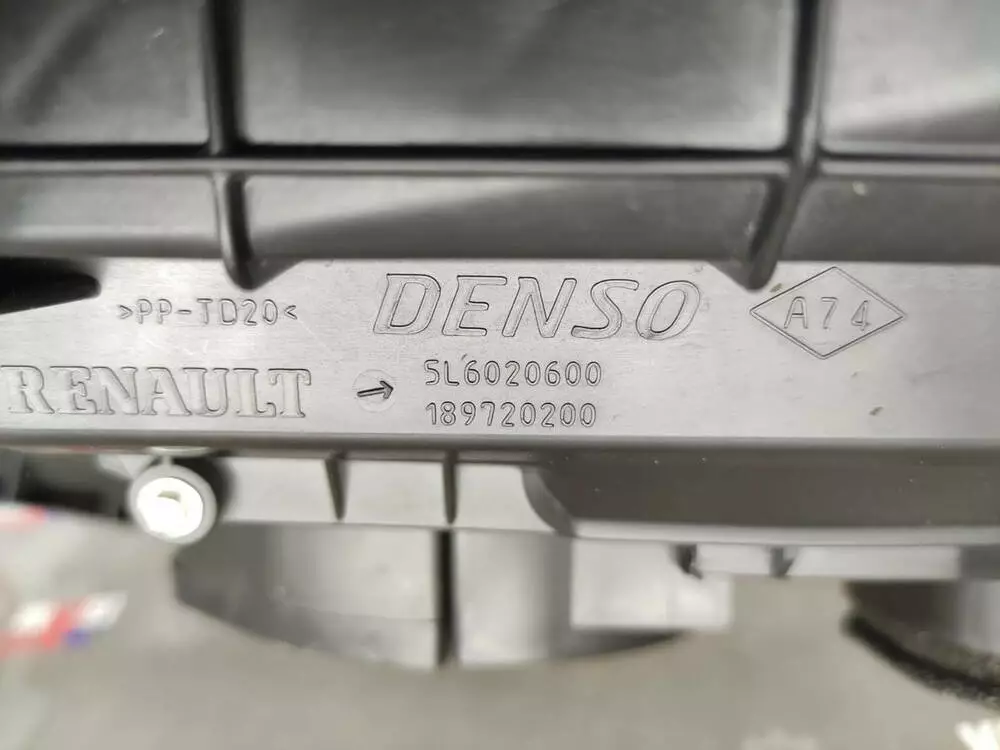 >PP-TD20<
DENSO
A74
RENAULT
5L6020600
189720200